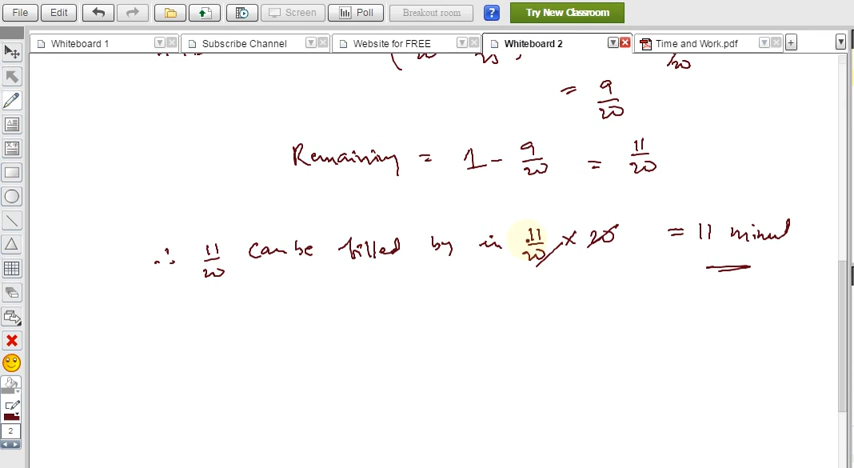 File Edit Screen Poll Breakout room ? Try New Classroom
Whiteboard 1 Subscribe Channel Website for FREE Whiteboard 2 Time and Work.pdf +
= 9/20
Remaining = 1 - 9/20 = 11/20
∴ 11/20 can be filled by in 11/20 × 20 = 11 minut
2